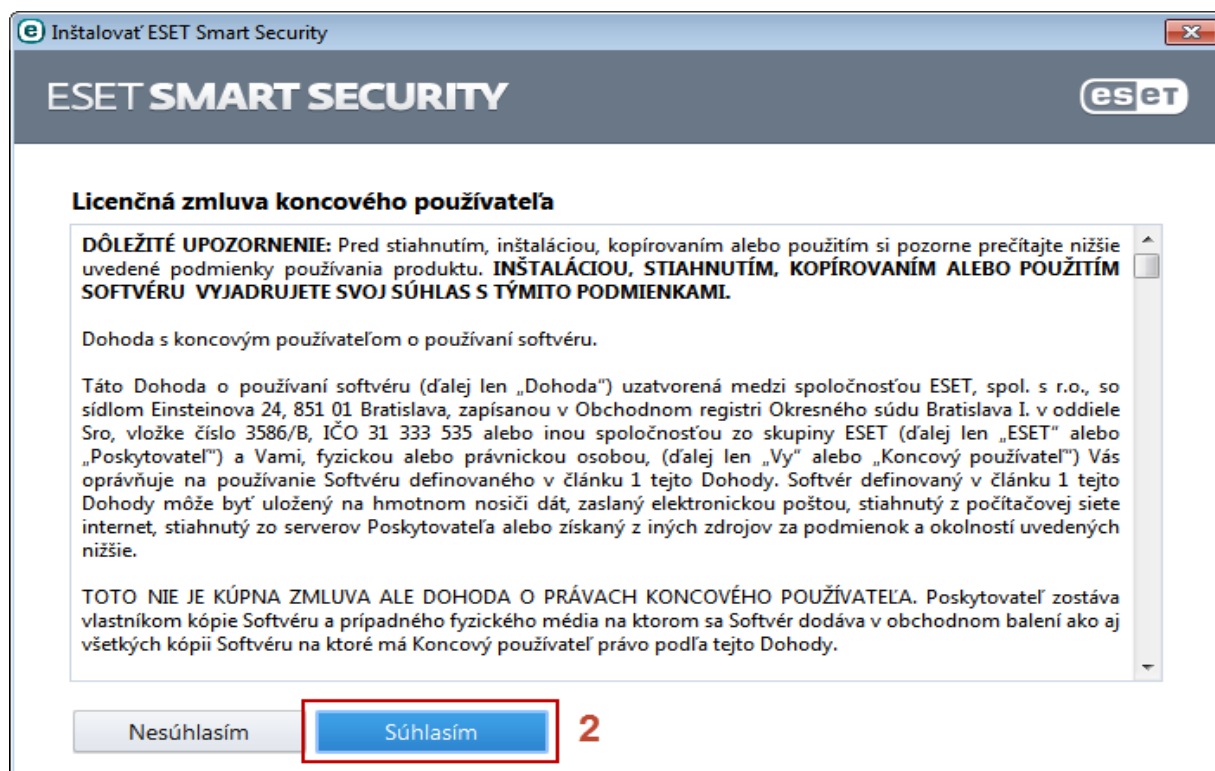 Inštalovať ESET Smart Security
ESET SMART SECURITY
eset
Licenčná zmluva koncového používateľa
DÔLEŽITÉ UPOZORNENIE: Pred stiahnutím, inštaláciou, kopírovaním alebo použitím si pozorne prečítajte nižšie
uvedené podmienky používania produktu. INŠTALÁCIOU, STIAHNUTÍM, KOPÍROVANÍM ALEBO POUŽITÍM
SOFTVÉRU VYJADRUJETE SVOJ SÚHLAS S TÝMITO PODMIENKAMI.
Dohoda s koncovým používateľom o používaní softvéru.
Táto Dohoda o používaní softvéru (ďalej len „Dohoda") uzatvorená medzi spoločnosťou ESET, spol. s r.o., so
sídlom Einsteinova 24, 851 01 Bratislava, zapísanou v Obchodnom registri Okresného súdu Bratislava I. v oddiele
Sro, vložke číslo 3586/B, IČO 31 333 535 alebo inou spoločnosťou zo skupiny ESET (ďalej len „ESET" alebo
„Poskytovateľ") a Vami, fyzickou alebo právnickou osobou, (ďalej len „Vy" alebo „Koncový používateľ") Vás
oprávňuje na používanie Softvéru definovaného v článku 1 tejto Dohody. Softvér definovaný v článku 1 tejto
Dohody môže byť uložený na hmotnom nosiči dát, zaslaný elektronickou poštou, stiahnutý z počítačovej siete
internet, stiahnutý zo serverov Poskytovateľa alebo získaný z iných zdrojov za podmienok a okolností uvedených
nižšie.
TOTO NIE JE KÚPNA ZMLUVA ALE DOHODA O PRÁVACH KONCOVÉHO POUŽÍVATEĽA. Poskytovateľ zostáva
vlastníkom kópie Softvéru a prípadného fyzického média na ktorom sa Softvér dodáva v obchodnom balení ako aj
všetkých kópii Softvéru na ktoré má Koncový používateľ právo podľa tejto Dohody.
Nesúhlasím Súhlasím 2